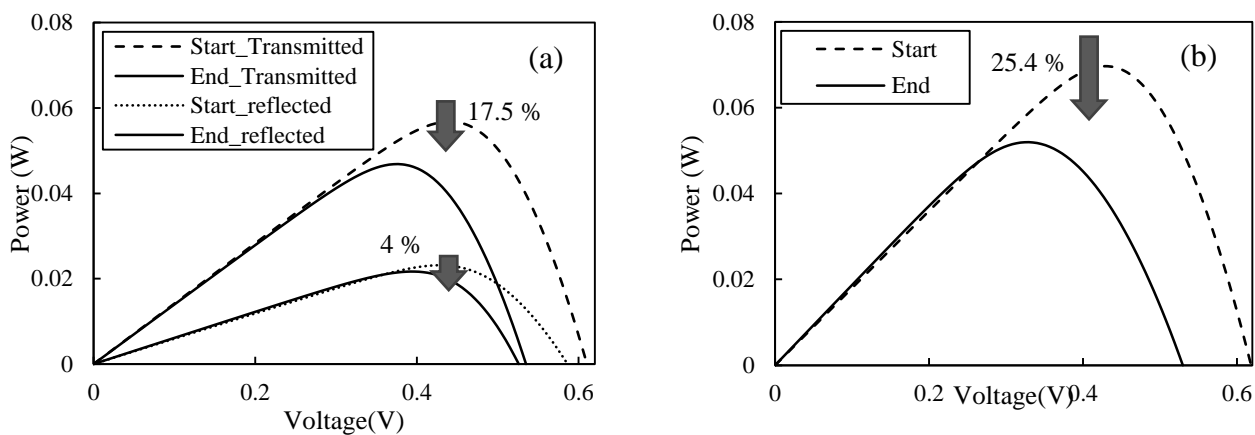 0.08
Start_Transmitted
End_Transmitted
Start_reflected
End_reflected
(a)
0.06
17.5 %
0.04
4 %
0.02
0
0 0.2 0.4 0.6
Power (W)
Voltage(V)
0.08
Start
End
25.4 %
(b)
0.06
0.04
0.02
0
0 0.2 0.4 0.6
Power (W)
Voltage(V)